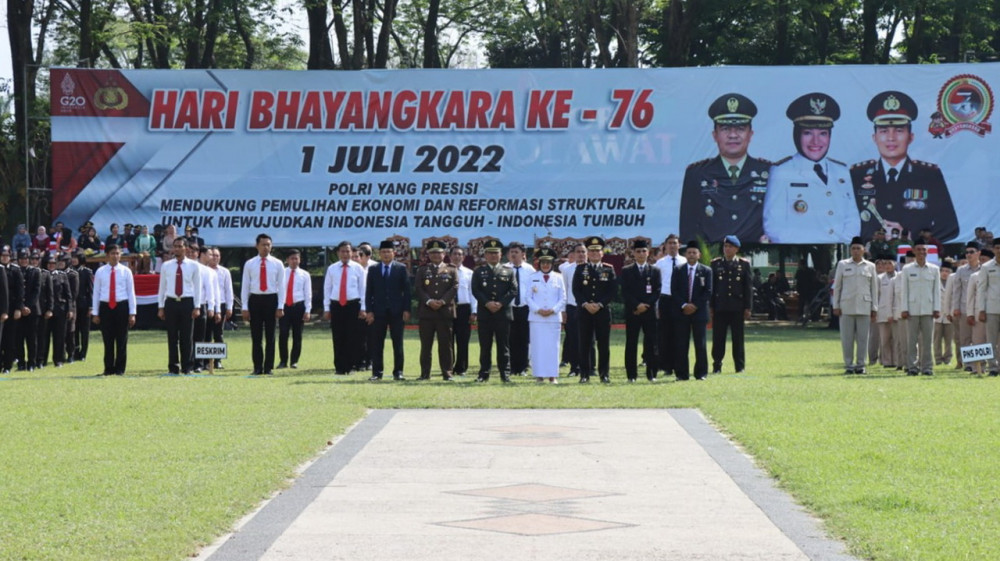 G20
HARI BHAYANGKARA KE - 76
1 JULI 2022
POLRI YANG PRESISI
MENDUKUNG PEMULIHAN EKONOMI DAN REFORMASI STRUKTURAL
UNTUK MEWUJUDKAN INDONESIA TANGGUH - INDONESIA TUMBUH
RESKRIM
PNS POLRI